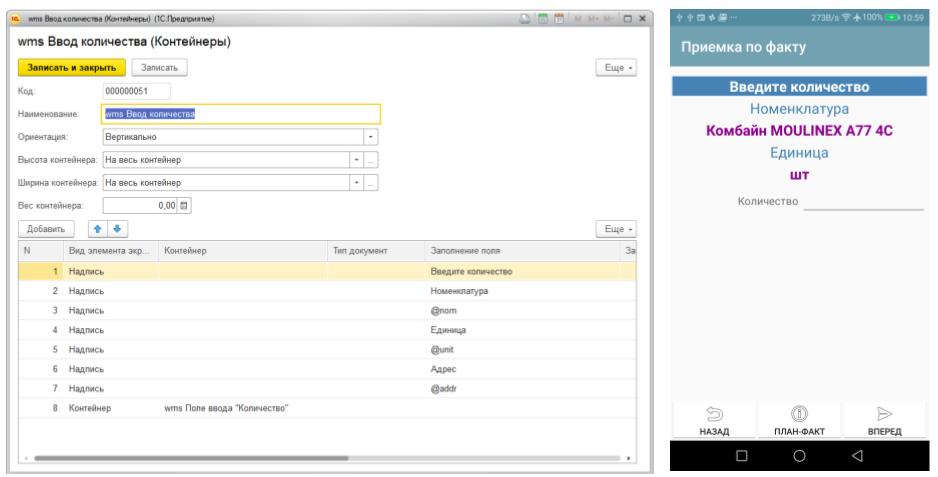 wms Ввод количества (Контейнеры) (1С:Предприятие)
M M+ M-
wms Ввод количества (Контейнеры)
Записать и закрыть Записать Еще
Код: 000000051
Наименование: wms Ввод количества
Ориентация: Вертикально
Высота контейнера: На весь контейнер ...
Ширина контейнера: На весь контейнер ...
Вес контейнера: 0,00
Добавить Еще
N Вид элемента экр... Контейнер Тип документ Заполнение поля За
1 Надпись Введите количество
2 Надпись Номенклатура
3 Надпись @nom
4 Надпись Единица
5 Надпись @unit
6 Надпись Адрес
7 Надпись @addr
8 Контейнер wms Поле ввода "Количество"
273B/s 100% 10:59
Приемка по факту
Введите количество
Номенклатура
Комбайн MOULINEX A77 4C
Единица
шт
Количество
НАЗАД ПЛАН-ФАКТ ВПЕРЕД